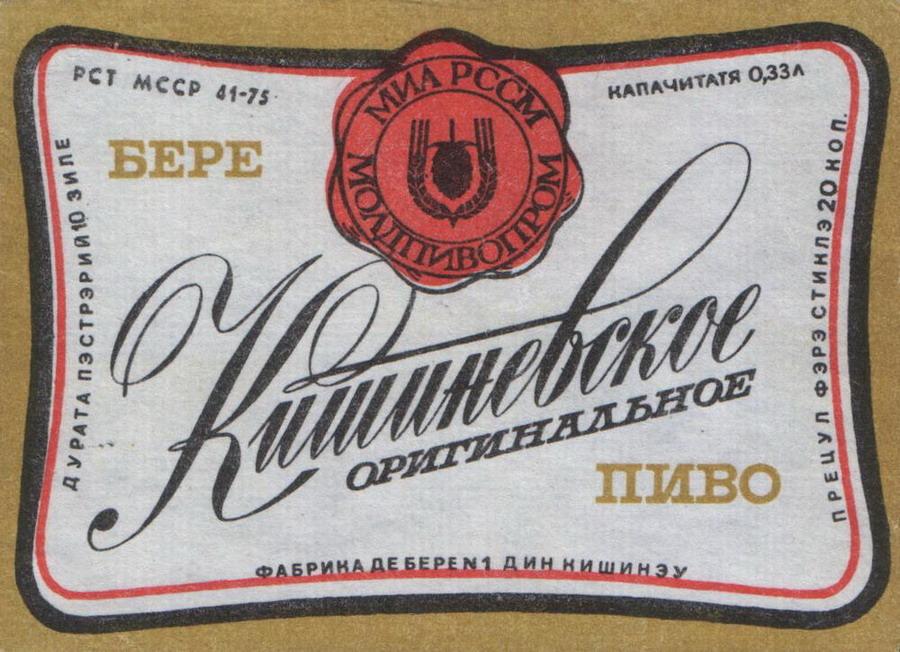 РСТ МССР 41-75
МИА РССМ
МОЛДПИВОПРОМ
КАПАЧИТАТЯ 0,33Л
БЕРЕ
ДУРАТА ПЭСТРЭРИЙ 10 ЗИЛЕ
Кишиневское
ОРИГИНАЛЬНОЕ
ПИВО
ПРЕЦУЛ ФЭРЭ СТИКЛЭ 20 КОП.
ФАБРИКА ДЕ БЕРЕ N1 ДИН КИШИНЭУ